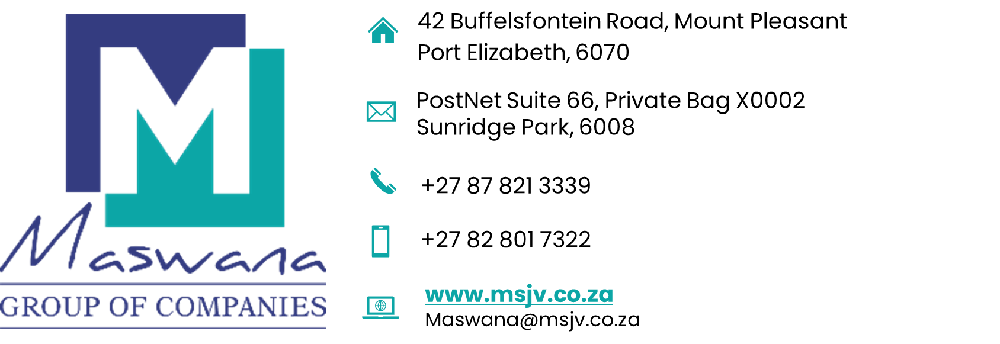 M
Maswana
GROUP OF COMPANIES
42 Buffelsfontein Road, Mount Pleasant
Port Elizabeth, 6070
PostNet Suite 66, Private Bag X0002
Sunridge Park, 6008
+27 87 821 3339
+27 82 801 7322
www.msjv.co.za
Maswana@msjv.co.za